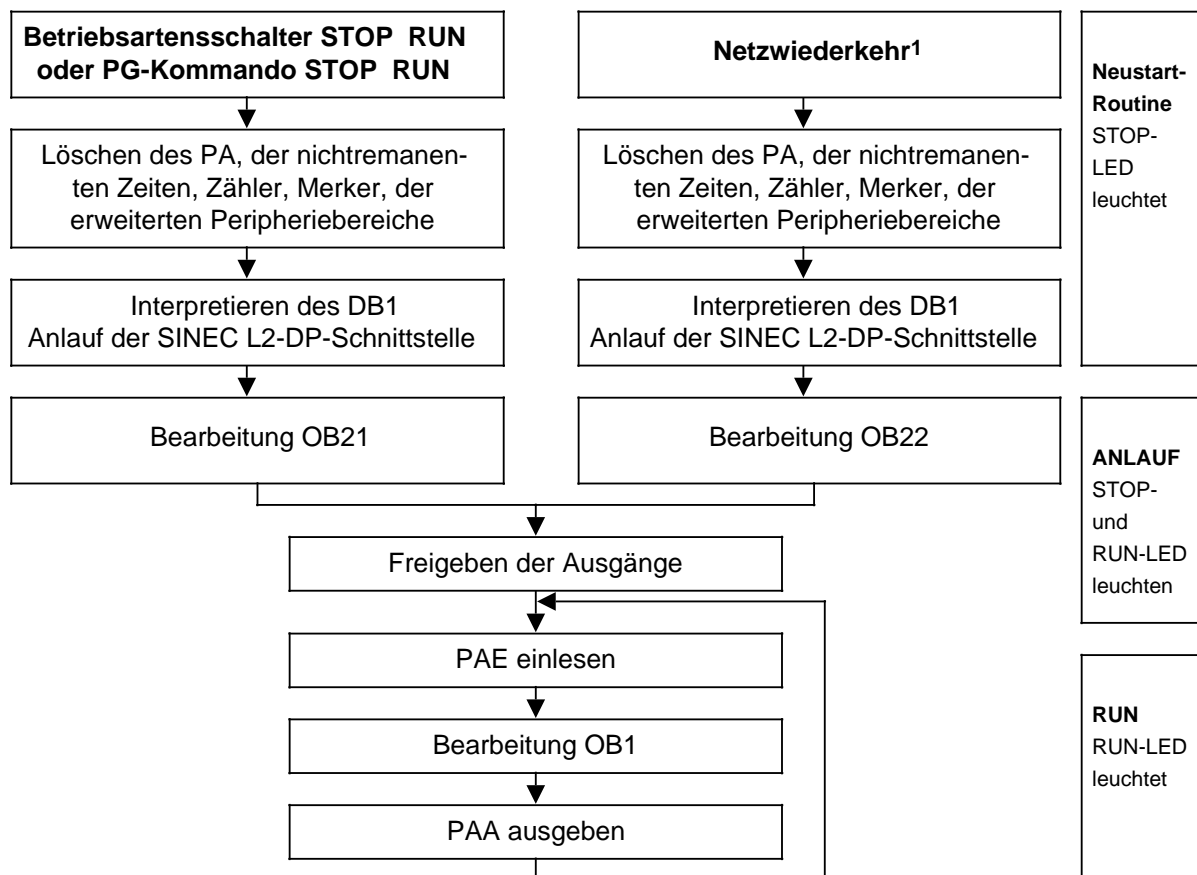 Betriebsartensschalter STOP RUN
oder PG-Kommando STOP RUN
Löschen des PA, der nichtremanen-
ten Zeiten, Zähler, Merker, der
erweiterten Peripheriebereiche
Interpretieren des DB1
Anlauf der SINEC L2-DP-Schnittstelle
Bearbeitung OB21
Netzwiederkehr1
Löschen des PA, der nichtremanen-
ten Zeiten, Zähler, Merker, der
erweiterten Peripheriebereiche
Interpretieren des DB1
Anlauf der SINEC L2-DP-Schnittstelle
Bearbeitung OB22
Freigeben der Ausgänge
PAE einlesen
Bearbeitung OB1
PAA ausgeben
Neustart-
Routine
STOP-
LED
leuchtet
ANLAUF
STOP-
und
RUN-LED
leuchten
RUN
RUN-LED
leuchtet